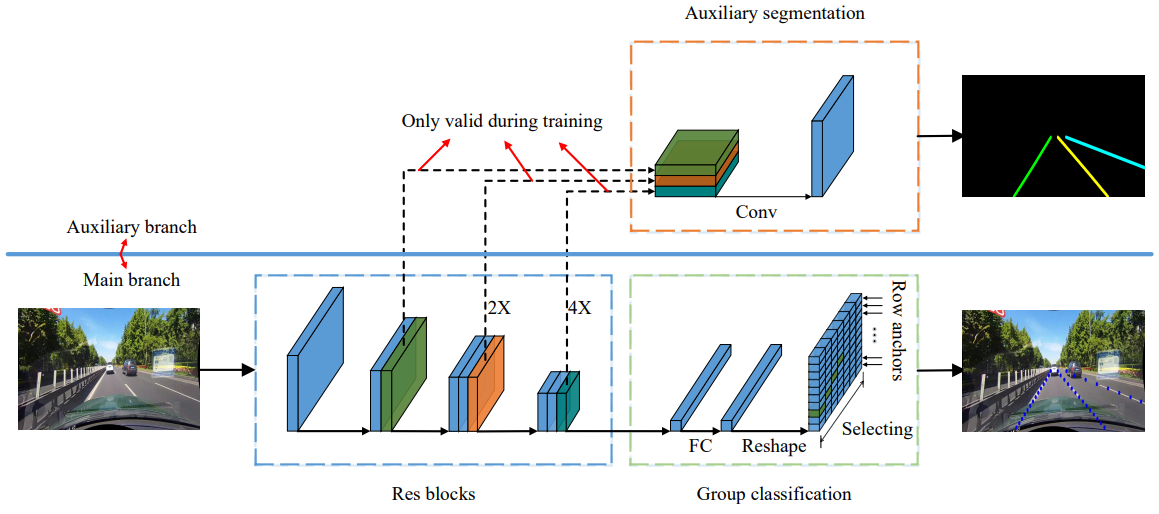 Auxiliary segmentation
Only valid during training
Conv
Auxiliary branch
Main branch
2X
4X
Row anchors
...
Selecting
FC
Reshape
Res blocks
Group classification